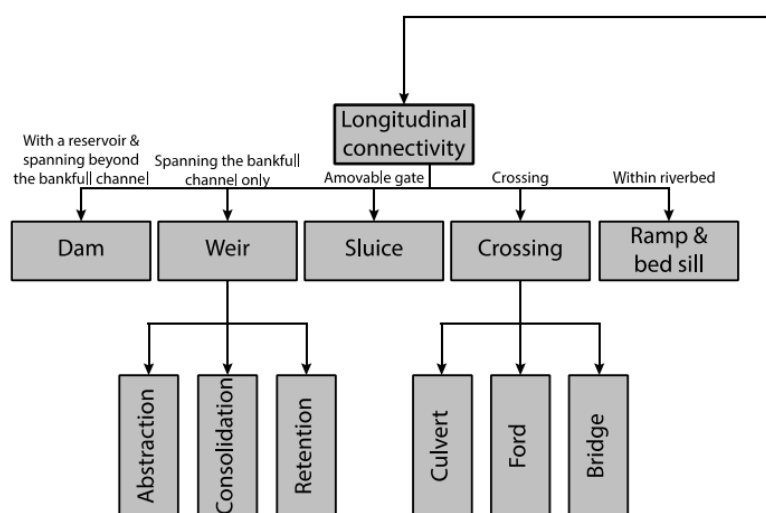 Longitudinal
connectivity
With a reservoir &
spanning beyond
the bankfull channel
Spanning the bankfull
channel only
Amovable gate
Crossing
Within riverbed
Dam
Weir
Sluice
Crossing
Ramp &
bed sill
Abstraction
Consolidation
Retention
Culvert
Ford
Bridge